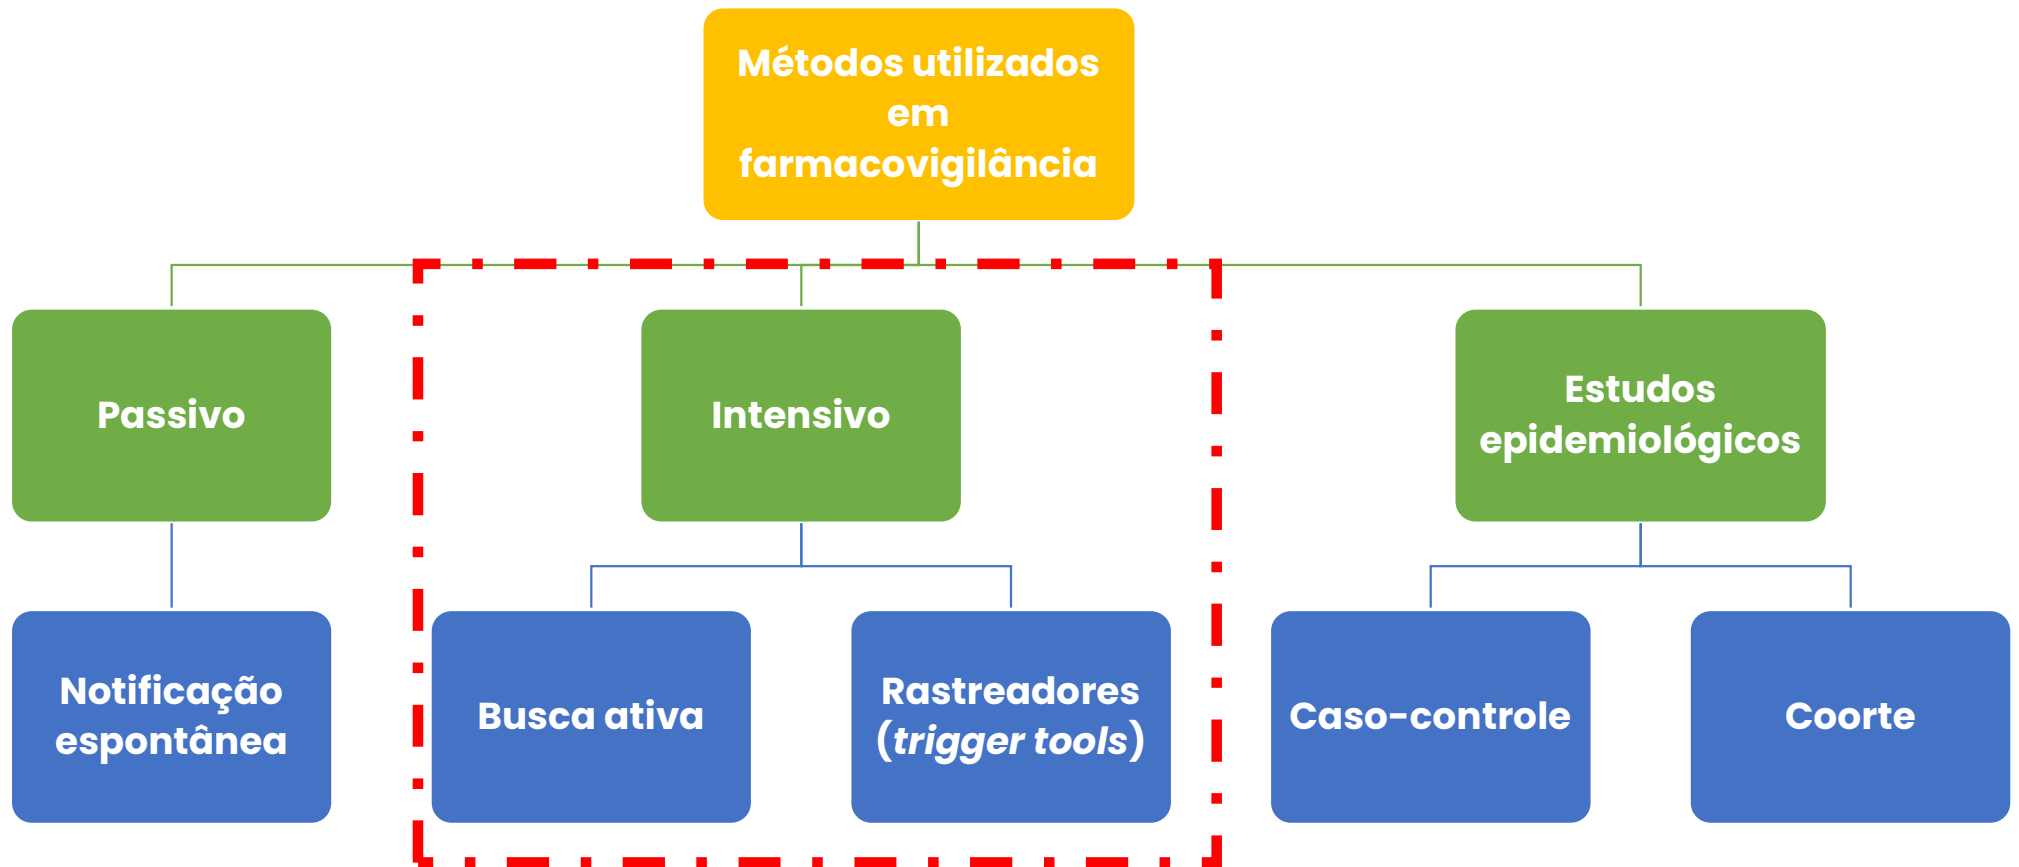 Métodos utilizados
em
farmacovigilância
Passivo
Intensivo
Estudos
epidemiológicos
Notificação
espontânea
Busca ativa
Rastreadores
(trigger tools)
Caso-controle
Coorte